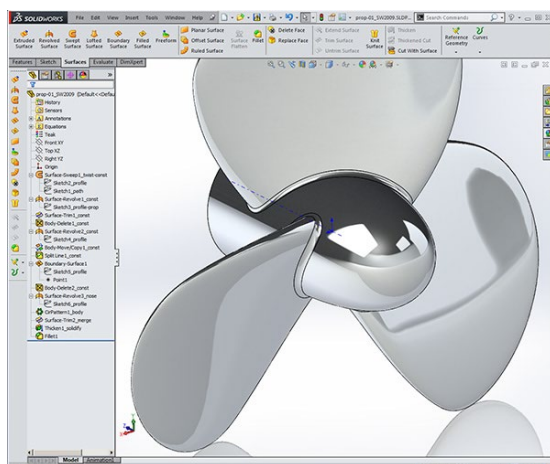 SOLIDWORKS File Edit View Insert Tools Window Help prop-01_SW2009.SLDP... Search Commands
Extruded Surface Revolved Surface Swept Surface Lofted Surface Boundary Surface Filled Surface Freeform Planar Surface Offset Surface Ruled Surface Surface Flatten Fillet Delete Face Replace Face Extend Surface Trim Surface Untrim Surface Knit Surface Thicken Thickened Cut Cut With Surface Reference Geometry Curves
Features Sketch Surfaces Evaluate DimXpert
prop-01_SW2009 (Default<<Defau
History
Sensors
Annotations
Equations
Teak
Front XY
Top XZ
Right YZ
Origin
Surface-Sweep1_twist-const
Sketch2_profile
Sketch1_path
Surface-Revolve1_const
Sketch3_profile-prop
Surface-Trim1_const
Body-Delete1_const
Surface-Revolve2_const
Sketch4_profile
Body-Move/Copy1_const
Split Line1_const
Boundary-Surface1
Sketch5_profile
Point1
Body-Delete2_const
Surface-Revolve3_nose
Sketch6_profile
CirPattern1_body
Surface-Trim2_merge
Thicken1_solidify
Fillet1
Model Animation1